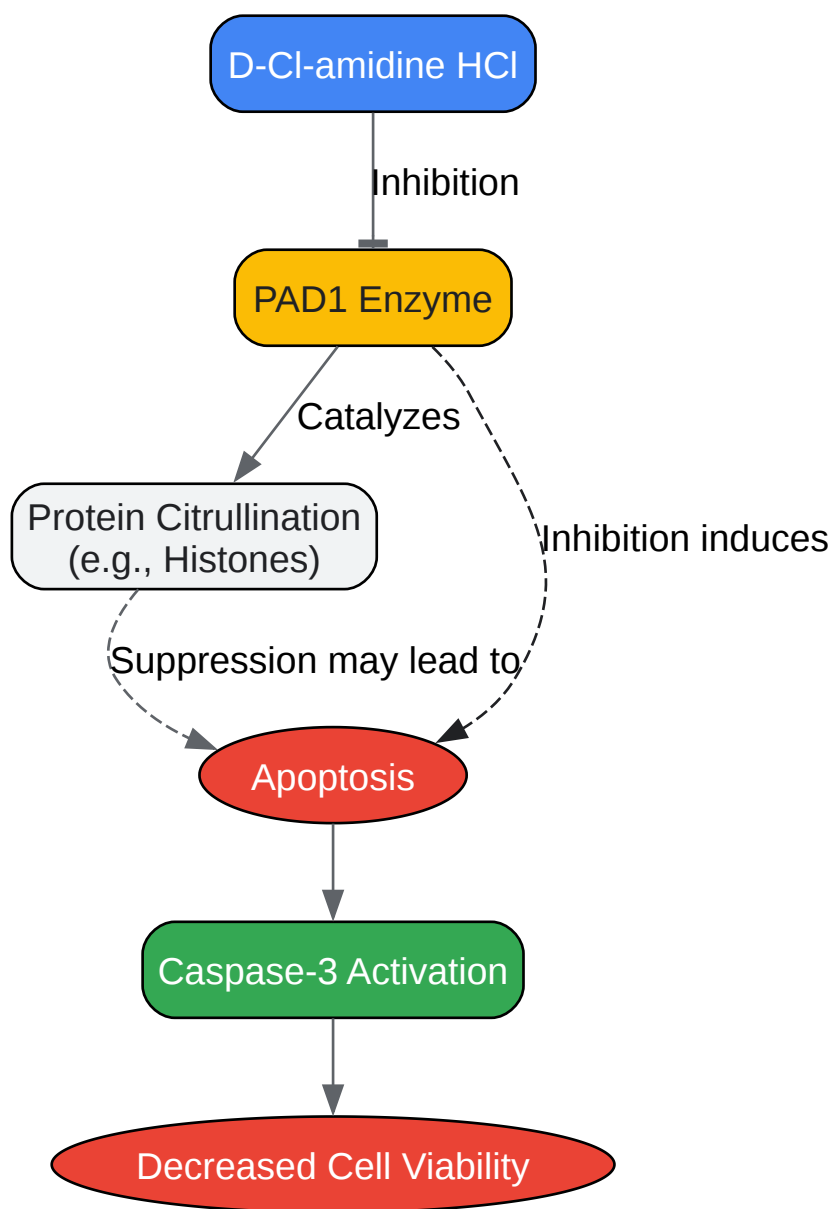 D-Cl-amidine HCl
Inhibition
PAD1 Enzyme
Catalyzes
Protein Citrullination
(e.g., Histones)
Inhibition induces
Suppression may lead to
Apoptosis
Caspase-3 Activation
Decreased Cell Viability